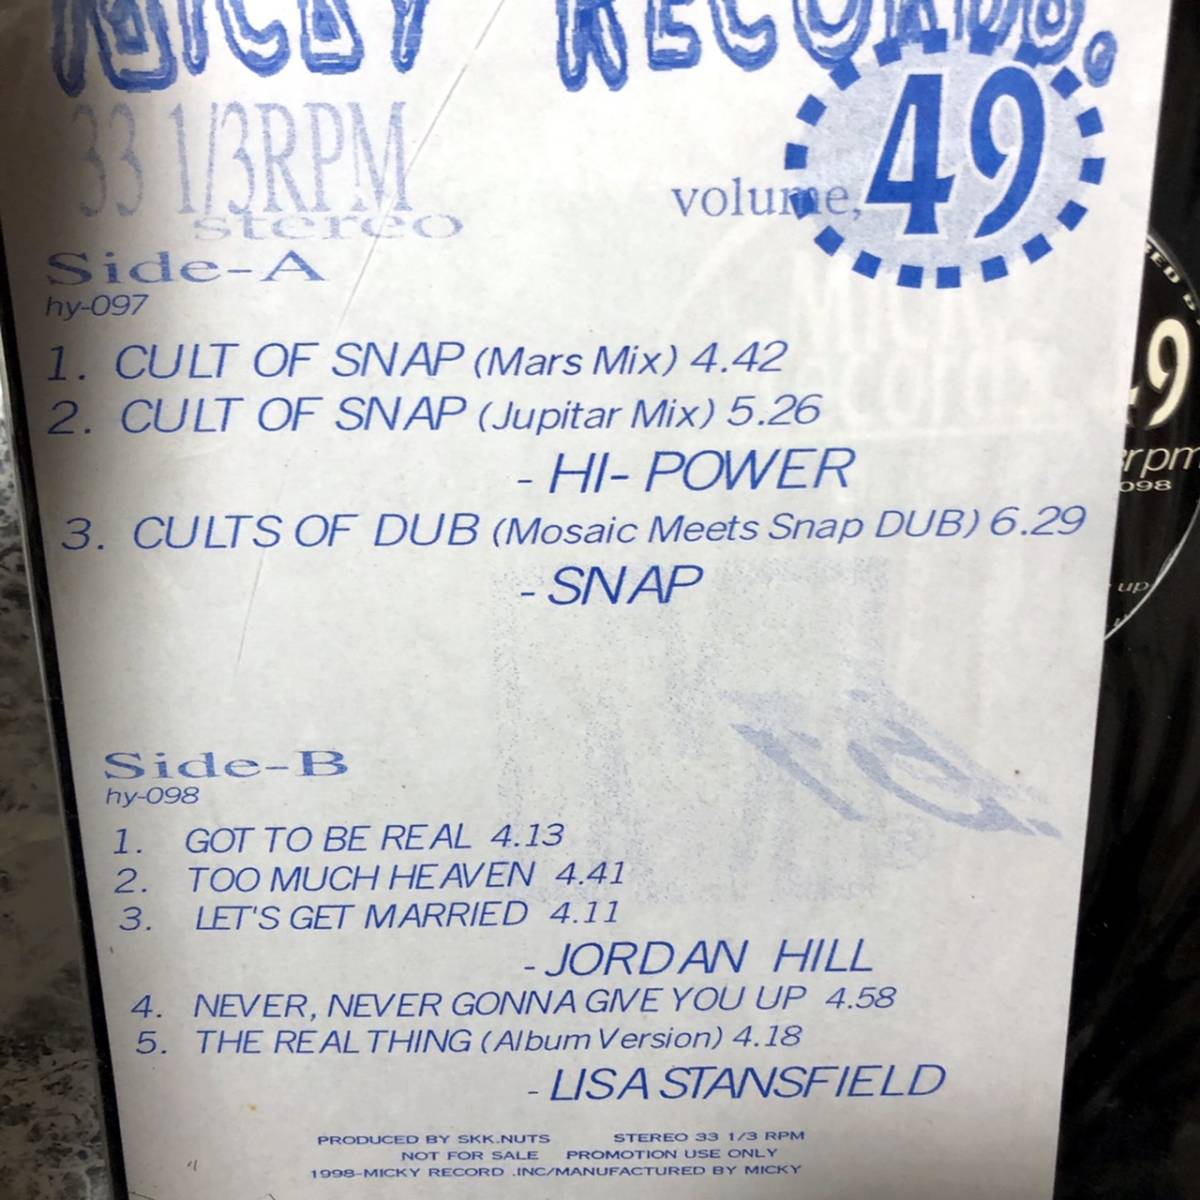 MICKY RECORDS.
33 1/3RPM
stereo
volume, 49
Side-A
hy-097
1. CULT OF SNAP (Mars Mix) 4.42
2. CULT OF SNAP (Jupitar Mix) 5.26
- HI- POWER
3. CULTS OF DUB (Mosaic Meets Snap DUB) 6.29
- SNAP
Side-B
hy-098
1. GOT TO BE REAL 4.13
2. TOO MUCH HEAVEN 4.41
3. LET'S GET MARRIED 4.11
- JORDAN HILL
4. NEVER, NEVER GONNA GIVE YOU UP 4.58
5. THE REAL THING (Album Version) 4.18
- LISA STANSFIELD
PRODUCED BY SKK.NUTS STEREO 33 1/3 RPM
NOT FOR SALE PROMOTION USE ONLY
1998-MICKY RECORD .INC/MANUFACTURED BY MICKY
49
rpm
098
up